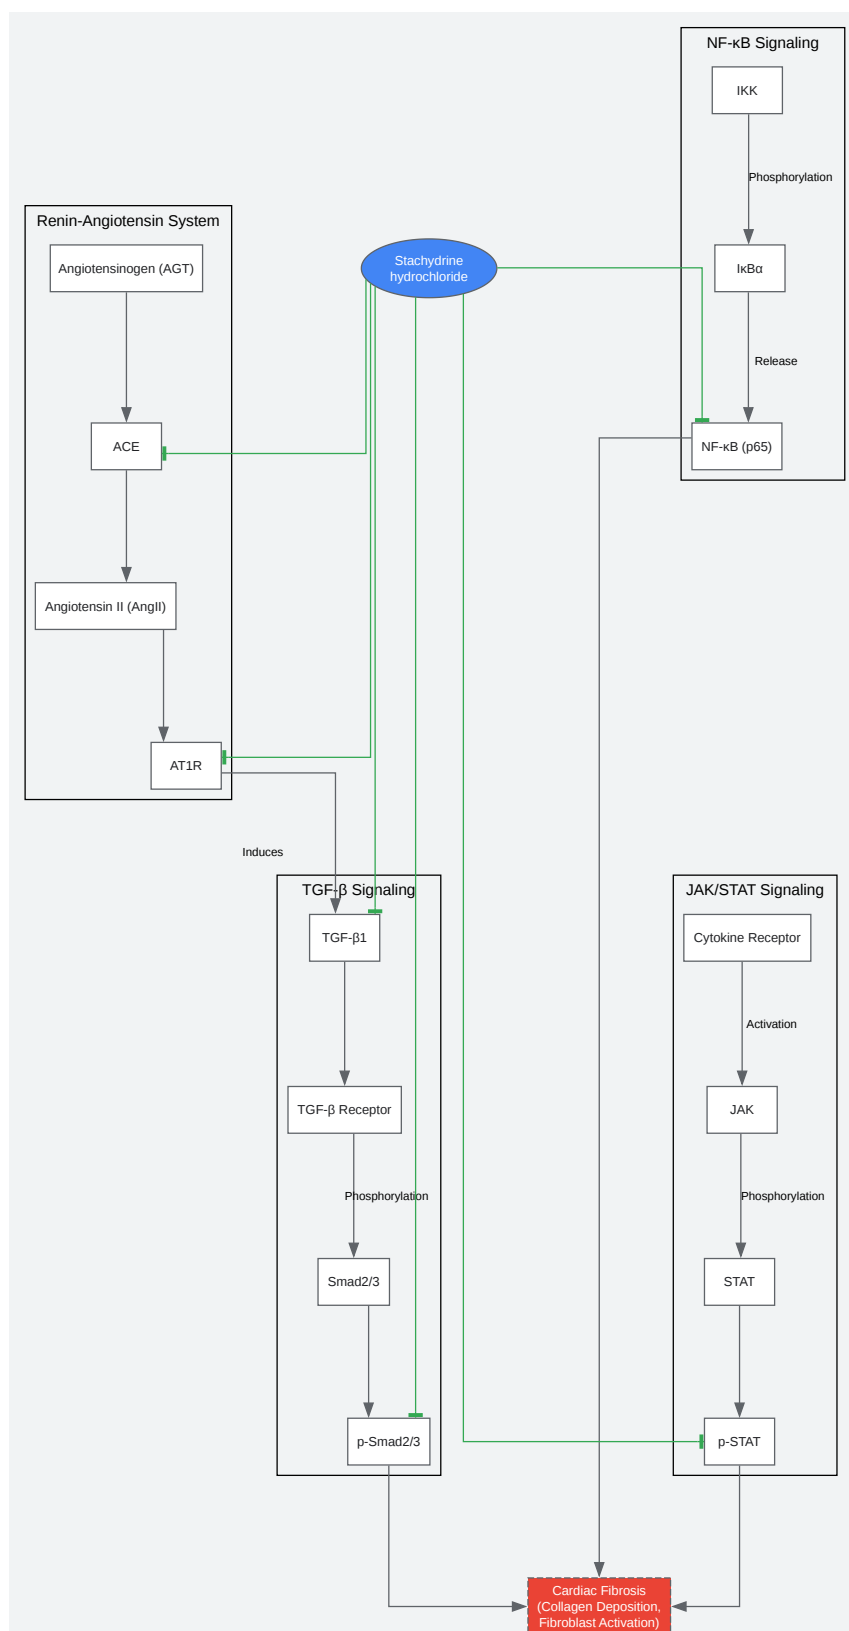 NF-κB Signaling
IKK
Phosphorylation
Renin-Angiotensin System
Angiotensinogen (AGT)
Stachydrine
hydrochloride
IκBα
Release
ACE
NF-κB (p65)
Angiotensin II (AngII)
AT1R
Induces
TGF-β Signaling
JAK/STAT Signaling
TGF-β1
Cytokine Receptor
Activation
TGF-β Receptor
JAK
Phosphorylation
Phosphorylation
Smad2/3
STAT
p-Smad2/3
p-STAT
Cardiac Fibrosis
(Collagen Deposition,
Fibroblast Activation)